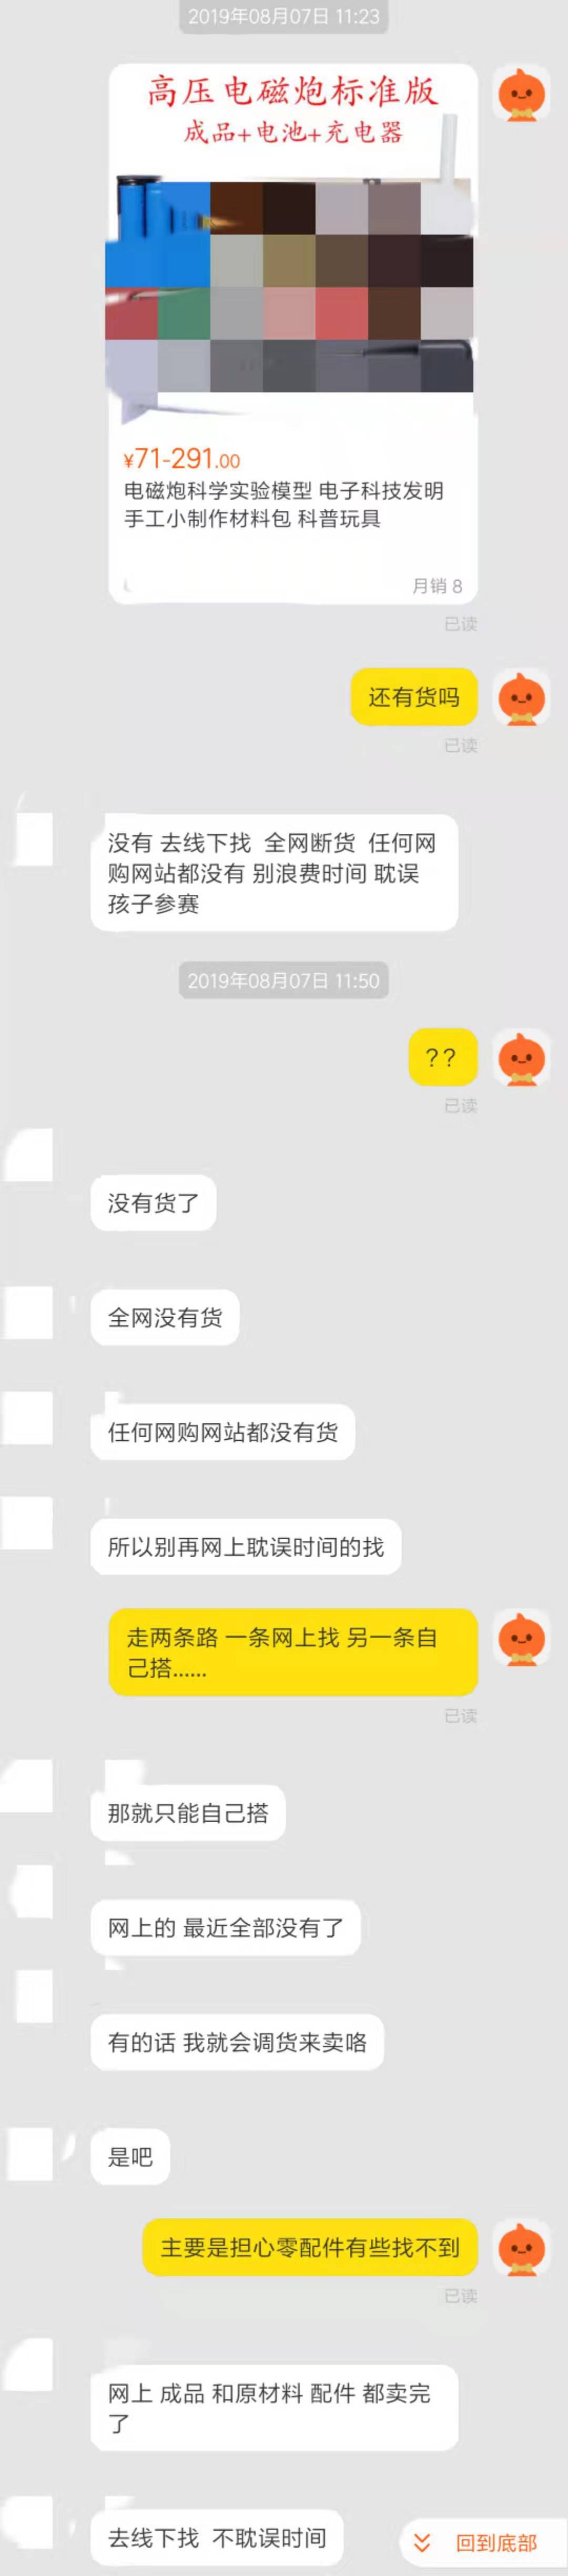 2019年08月07日 11:23
高压电磁炮标准版
成品+电池+充电器
¥71-291.00
电磁炮科学实验模型 电子科技发明
手工小制作材料包 科普玩具
月销 8
已读
还有货吗
已读
没有 去线下找 全网断货 任何网
购网站都没有 别浪费时间 耽误
孩子参赛
2019年08月07日 11:50
??
已读
没有货了
全网没有货
任何网购网站都没有货
所以别再网上耽误时间的找
走两条路 一条网上找 另一条自
己搭......
已读
那就只能自己搭
网上的 最近全部没有了
有的话 我就会调货来卖咯
是吧
主要是担心零配件有些找不到
已读
网上 成品 和原材料 配件 都卖完
了
去线下找 不耽误时间
回到底部